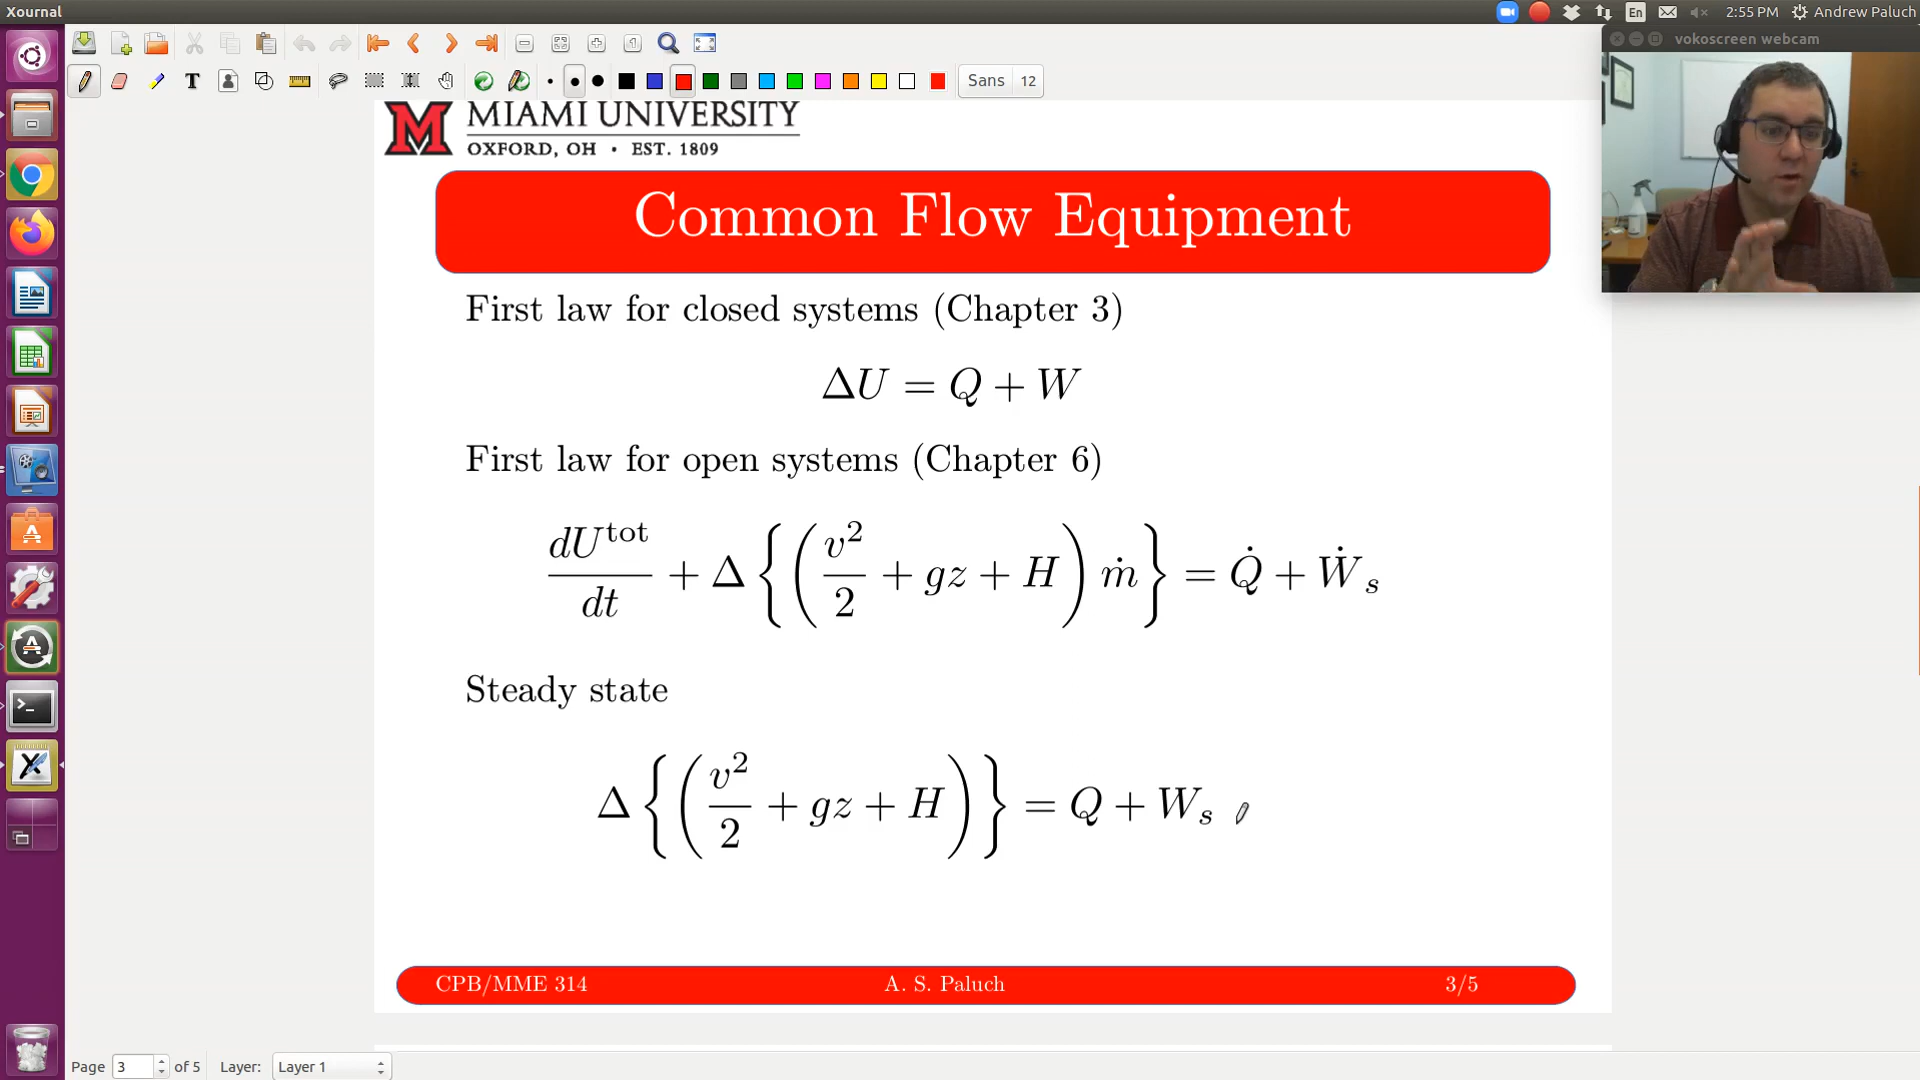 Xournal
En
2:55 PM
Andrew Paluch
vokoscreen webcam
T
Sans 12
M
MIAMI UNIVERSITY
OXFORD, OH • EST. 1809
Common Flow Equipment
First law for closed systems (Chapter 3)
ΔU = Q + W
First law for open systems (Chapter 6)
dU^tot/dt + Δ{(v²/2 + gz + H) ṁ} = Q̇ + Ẇ_s
Steady state
Δ{(v²/2 + gz + H)} = Q + W_s
CPB/MME 314
A. S. Paluch
3/5
Page 3 of 5 Layer: Layer 1